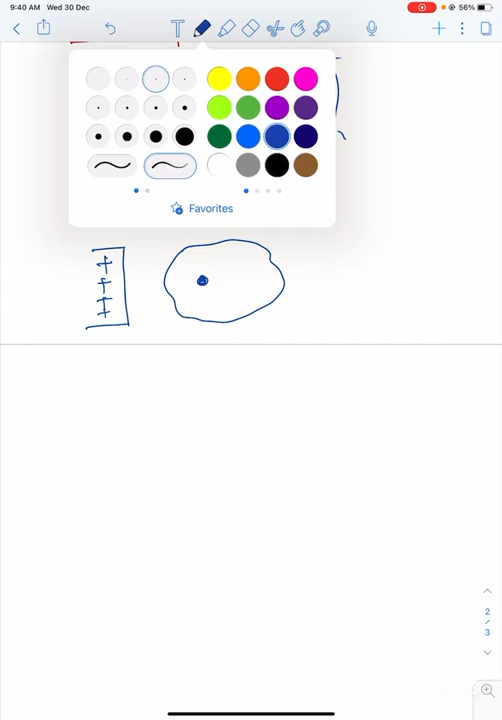 9:40 AM Wed 30 Dec
56%
T
Favorites
+
+
+
+
2
/
3